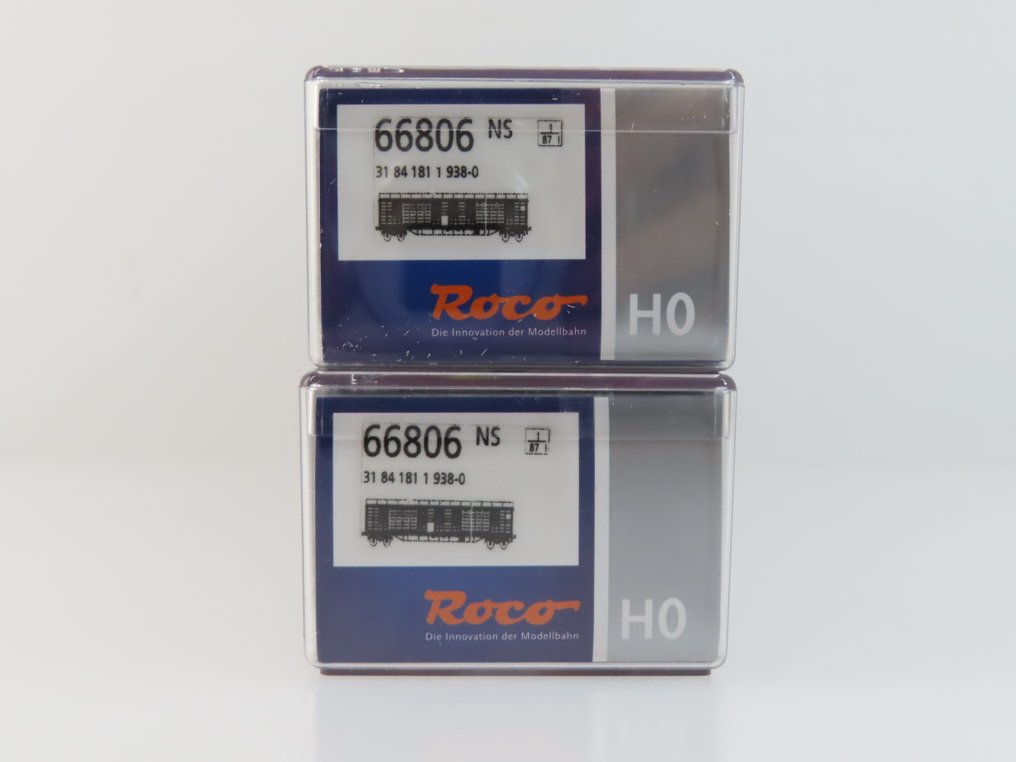 66806 NS 1
87
31 84 181 1 938-0
Roco
Die Innovation der Modellbahn
H0
66806 NS 1
87
31 84 181 1 938-0
Roco
Die Innovation der Modellbahn
H0